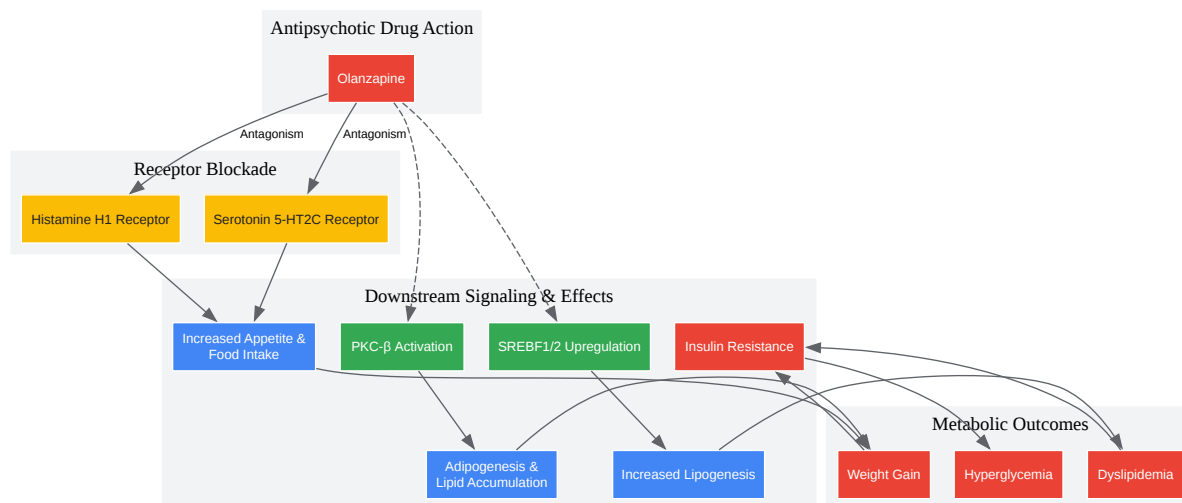 Antipsychotic Drug Action
Olanzapine
Antagonism
Antagonism
Receptor Blockade
Histamine H1 Receptor
Serotonin 5-HT2C Receptor
Downstream Signaling & Effects
Increased Appetite &
Food Intake
PKC-β Activation
SREBF1/2 Upregulation
Insulin Resistance
Metabolic Outcomes
Adipogenesis &
Lipid Accumulation
Increased Lipogenesis
Weight Gain
Hyperglycemia
Dyslipidemia